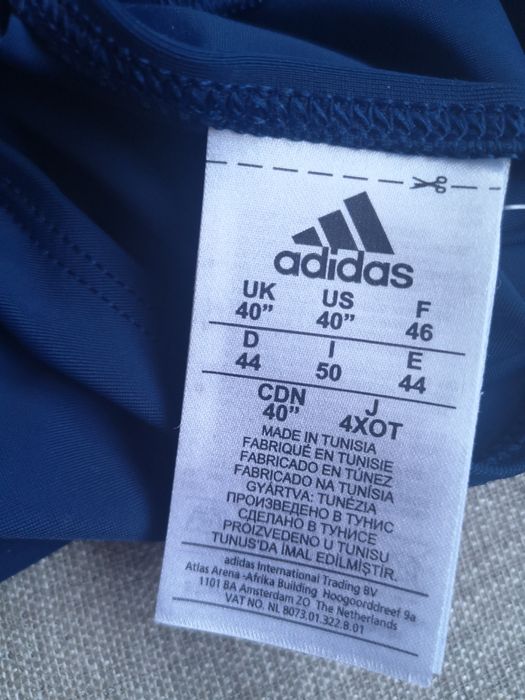 adidas
UK US F
40” 40” 46
D I E
44 50 44
CDN J
40” 4XOT
MADE IN TUNISIA
FABRIQUÉ EN TUNISIE
FABRICADO EN TÚNEZ
FABRICADO NA TUNÍSIA
GYÁRTVA: TUNÉZIA
ПРОИЗВЕДЕНО В ТУНИС
СДЕЛАНО В ТУНИСЕ
PROIZVEDENO U TUNISU
TUNUS'DA İMAL EDİLMİŞTİR.
adidas International Trading BV
Atlas Arena -Afrika Building Hoogoorddreef 9a
1101 BA Amsterdam ZO The Netherlands
VAT NO. NL 8073.01.322.B.01